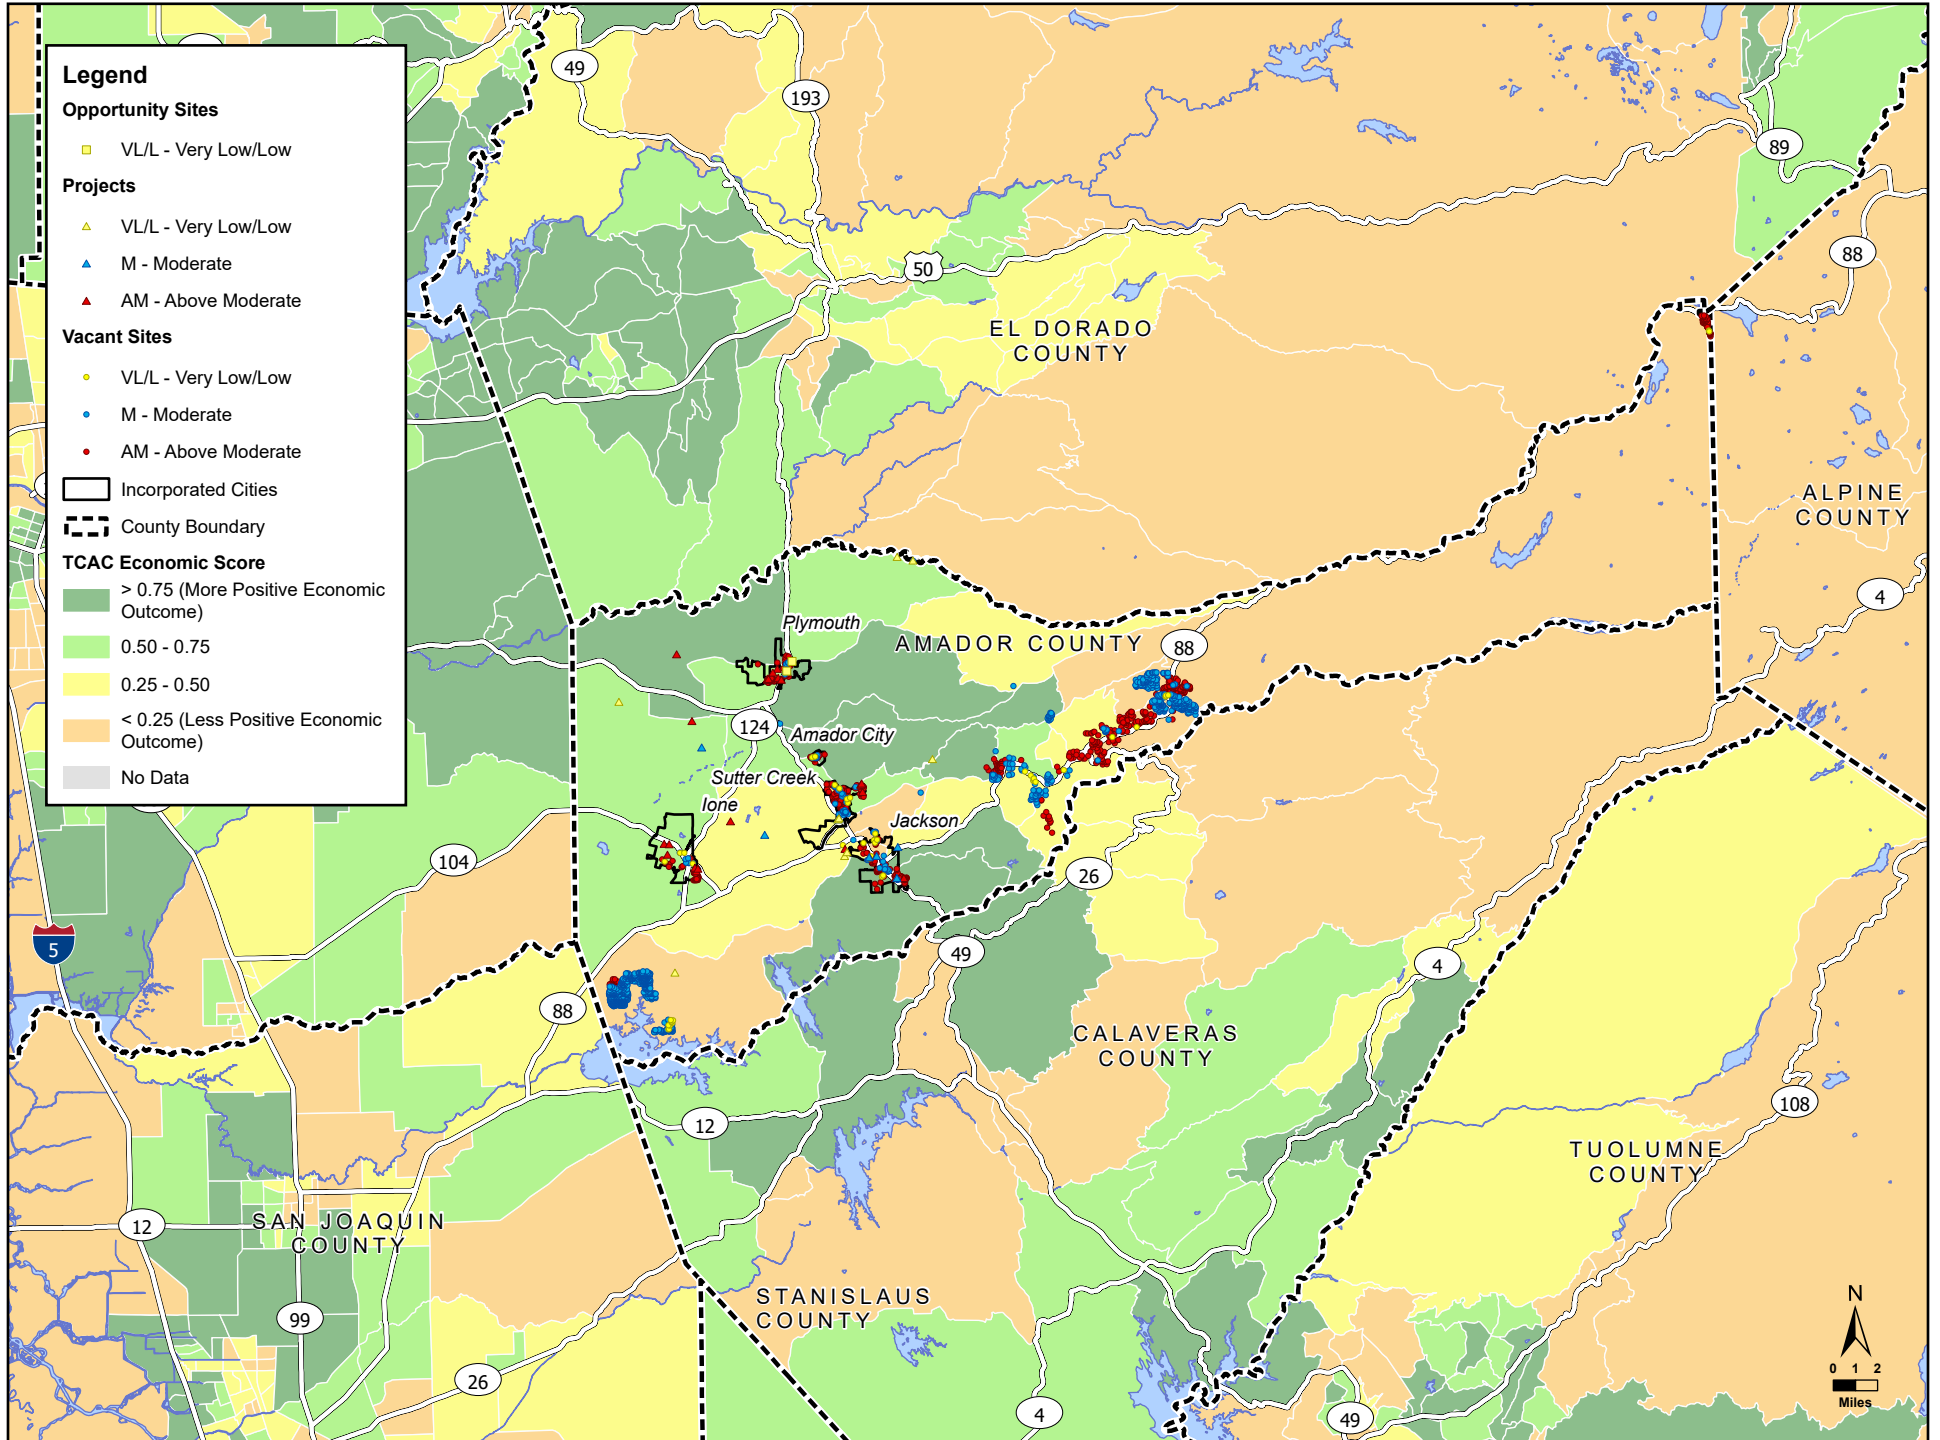 Legend
Opportunity Sites
VL/L - Very Low/Low
Projects
VL/L - Very Low/Low
M - Moderate
AM - Above Moderate
Vacant Sites
VL/L - Very Low/Low
M - Moderate
AM - Above Moderate
Incorporated Cities
County Boundary
TCAC Economic Score
> 0.75 (More Positive Economic
Outcome)
0.50 - 0.75
0.25 - 0.50
< 0.25 (Less Positive Economic
Outcome)
No Data
49
193
89
88
50
EL DORADO
COUNTY
ALPINE
COUNTY
4
Plymouth
AMADOR COUNTY
88
124
Amador City
Sutter Creek
Ione
Jackson
104
26
5
49
4
88
CALAVERAS
COUNTY
12
108
TUOLUMNE
COUNTY
12
SAN JOAQUIN
COUNTY
99
STANISLAUS
COUNTY
26
4
49
N
0 1 2
Miles